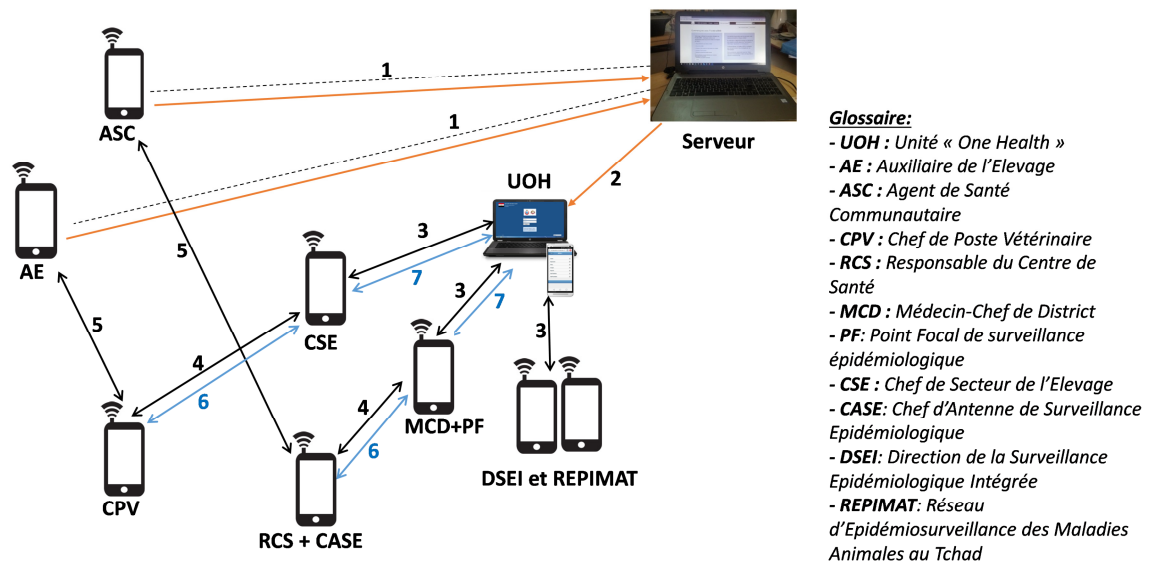 1
ASC
Serveur
1
AE
2
UOH
3
7
5
CSE
3
7
3
5
4
6
MCD+PF
4
6
DSEI et REPIMAT
CPV
RCS + CASE
Glossaire:
- UOH : Unité « One Health »
- AE : Auxiliaire de l’Elevage
- ASC : Agent de Santé
Communautaire
- CPV : Chef de Poste Vétérinaire
- RCS : Responsable du Centre de
Santé
- MCD : Médecin-Chef de District
- PF: Point Focal de surveillance
épidémiologique
- CSE : Chef de Secteur de l’Elevage
- CASE: Chef d’Antenne de Surveillance
Epidémiologique
- DSEI: Direction de la Surveillance
Epidémiologique Intégrée
- REPIMAT: Réseau
d’Epidémiosurveillance des Maladies
Animales au Tchad